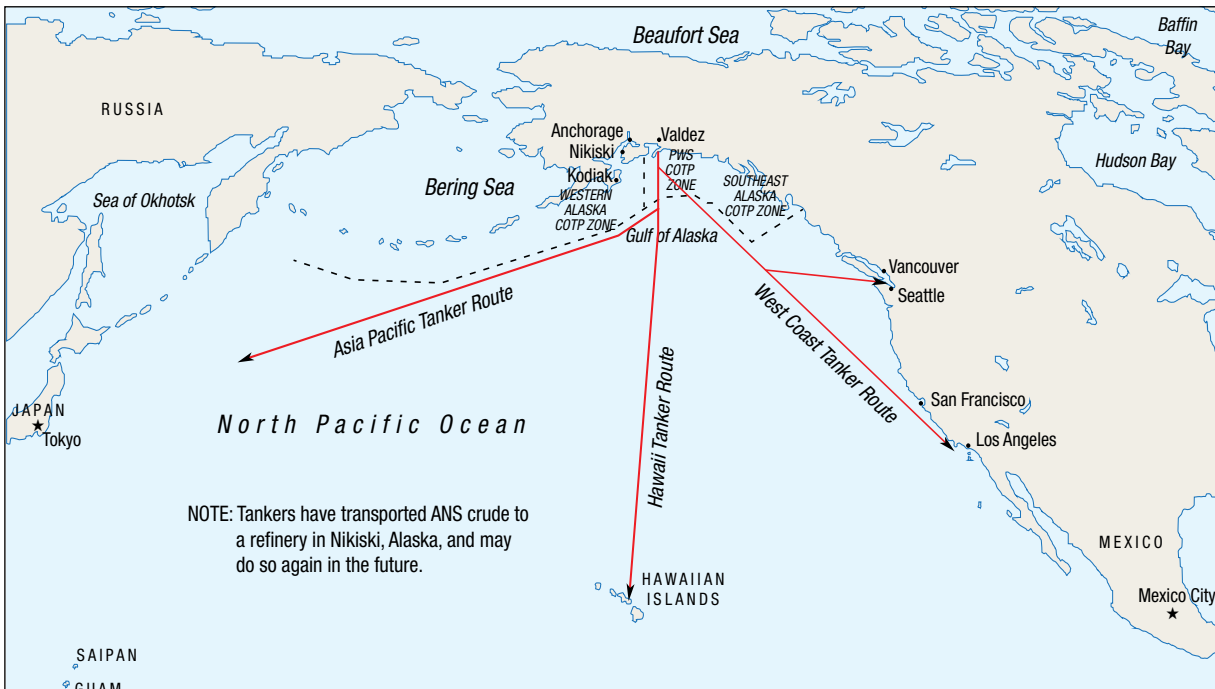 Beaufort Sea
Baffin
Bay
RUSSIA
Anchorage
Valdez
Nikiski
PWS
COTP
ZONE
Hudson Bay
Kodiak
Bering Sea
SOUTHEAST
ALASKA
COTP ZONE
Sea of Okhotsk
WESTERN
ALASKA
COTP ZONE
Gulf of Alaska
Vancouver
Seattle
Asia Pacific Tanker Route
West Coast Tanker Route
Hawaii Tanker Route
San Francisco
JAPAN
Tokyo
North Pacific Ocean
Los Angeles
NOTE: Tankers have transported ANS crude to
a refinery in Nikiski, Alaska, and may
do so again in the future.
MEXICO
HAWAIIAN
ISLANDS
Mexico City
SAIPAN
GUAM